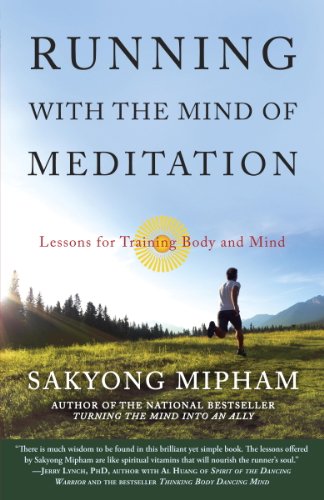 RUNNING
WITH THE MIND OF
MEDITATION
Lessons for Training Body and Mind
SAKYONG MIPHAM
AUTHOR OF THE NATIONAL BESTSELLER
TURNING THE MIND INTO AN ALLY
"There is much wisdom to be found in this brilliant yet simple book. The lessons offered
by Sakyong Mipham are like spiritual vitamins that will nourish the runner's soul."
—JERRY LYNCH, PHD, AUTHOR WITH AL HUANG OF SPIRIT OF THE DANCING
WARRIOR AND THE BESTSELLER THINKING BODY DANCING MIND